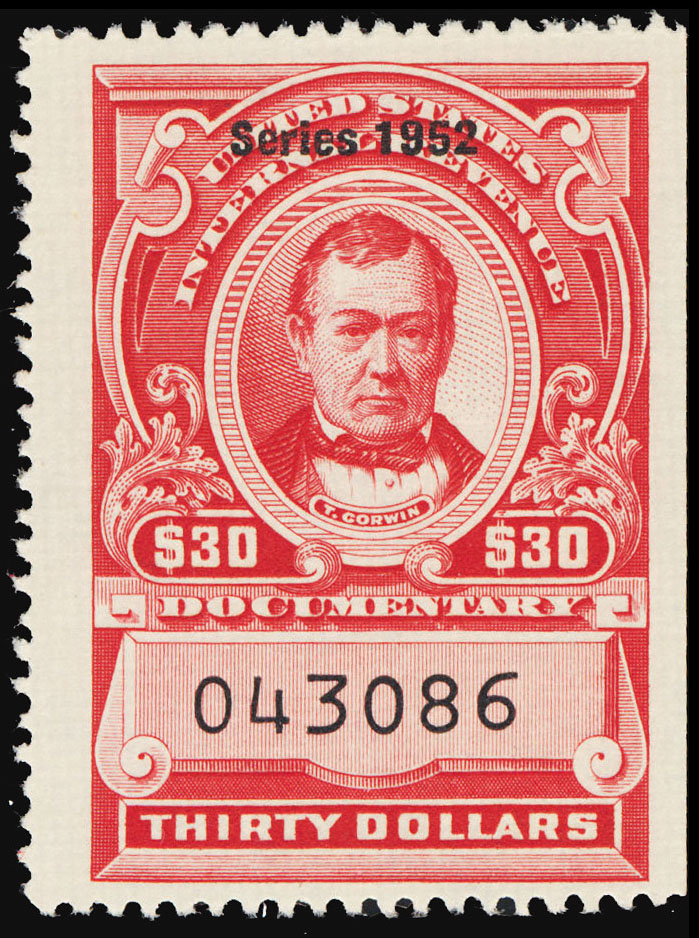 UNITED STATES
Series 1952
INTERNAL REVENUE
T. CORWIN
$30 $30
DOCUMENTARY
043086
THIRTY DOLLARS